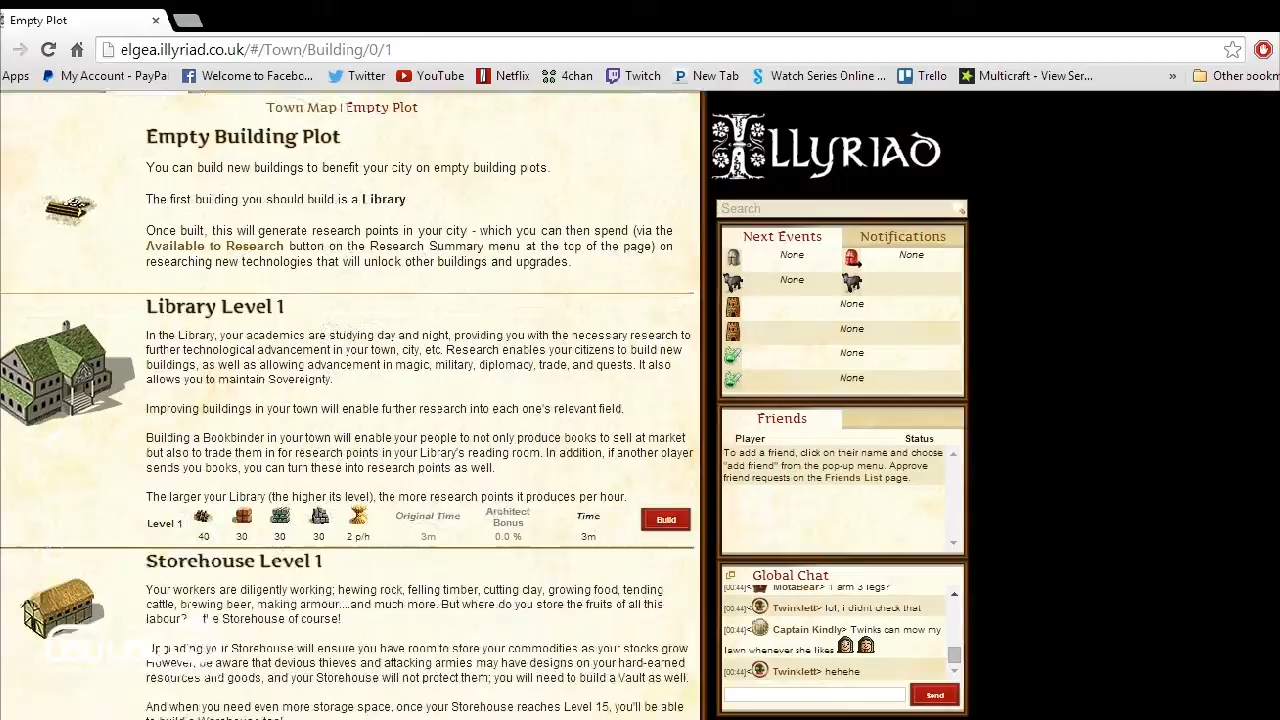 Empty Plot
elgea.illyriad.co.uk/#/Town/Building/0/1
Apps My Account - PayPa Welcome to Facebc... Twitter YouTube Netflix 4chan Twitch New Tab Watch Series Online ... Trello Multicraft - View Ser... » Other bookm
Town Map | Empty Plot
Empty Building Plot
You can build new buildings to benefit your city on empty building pots.
The first building you should build is a Library
Once built, this will generate research points in your city - which you can then spend (via the
Available to Research button on the Research Summary menu at the top of the page) on
researching new technologies that will unlock other buildings and upgrades.
Library Level 1
In the Library, your academics are studying day and night, providing you with the necessary research to
further technological advancement in your town, city, etc. Research enables your citizens to build new
buildings, as well as allowing advancement in magic, military, diplomacy, trade, and quests. It also
allows you to maintain Sovereignty.
Improving buildings in your town will enable further research into each one's relevant field.
Building a Bookbinder in your town will enable your people to not only produce books to sell at market
but also to trade them in for research points in your Library's reading room. In addition, if another player
sends you books, you can turn these into research points as well.
The larger your Library (the higher its level), the more research points it produces per hour.
Original Time Architect Bonus Time
Level 1 Build
40 30 30 30 2 p/h 3m 0.0 % 3m
Storehouse Level 1
Your workers are diligently working; hewing rock, felling timber, cutting clay, growing food, tending
cattle, brewing beer, making armour...and much more. But where do you store the fruits of all this
labour? the Storehouse of course!
Upgrading your Storehouse will ensure you have room to store your commodities as your stocks grow
However, be aware that devious thieves and attacking armies may have designs on your hard-earned
resources and goods, and your Storehouse will not protect them; you will need to build a Vault as well.
And when you need even more storage space, once your Storehouse reaches Level 15, you'll be able
ILLYRIAD
Search
Next Events Notifications
None None
None
None
None
None
None
Friends
Player Status
To add a friend, click on their name and choose
"add friend" from the pop-up menu. Approve
friend requests on the Friends List page.
Global Chat
[00:44]< MotaBear> 1 arm 3 legs?
[00:44]< Twinklett> lol, i didnt check that
[00:44]< Captain Kindly> Twinks can mow my
lawn whenever she likes
[00:44]< Twinklett> hehehe
Send